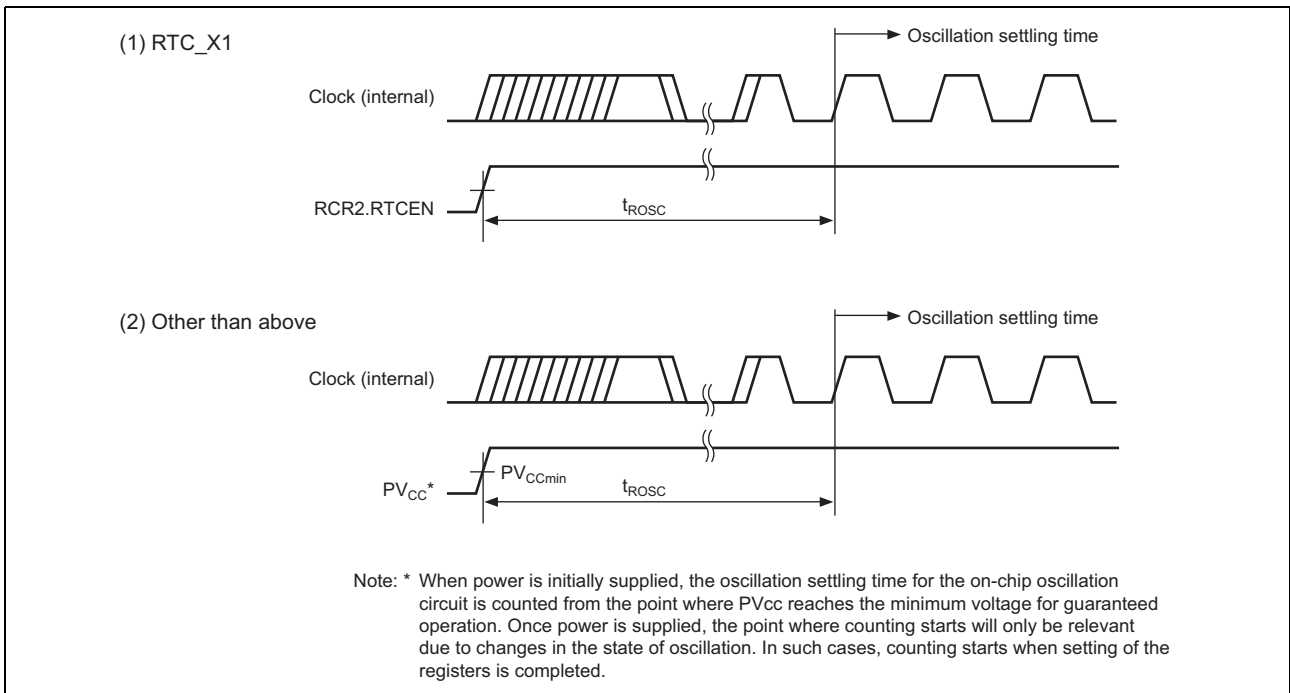 (1) RTC_X1
Oscillation settling time
Clock (internal)
RCR2.RTCEN
tROSC
(2) Other than above
Oscillation settling time
Clock (internal)
PVCC*
PVCCmin
tROSC
Note: * When power is initially supplied, the oscillation settling time for the on-chip oscillation
circuit is counted from the point where PVcc reaches the minimum voltage for guaranteed
operation. Once power is supplied, the point where counting starts will only be relevant
due to changes in the state of oscillation. In such cases, counting starts when setting of the
registers is completed.